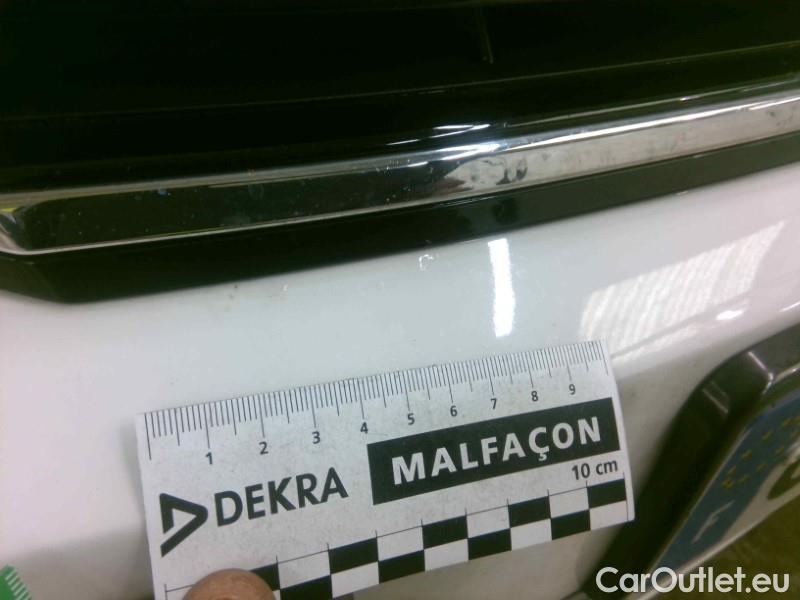 1 2 3 4 5 6 7 8 9
DEKRA MALFAÇON
10 cm
F
CarOutlet.eu